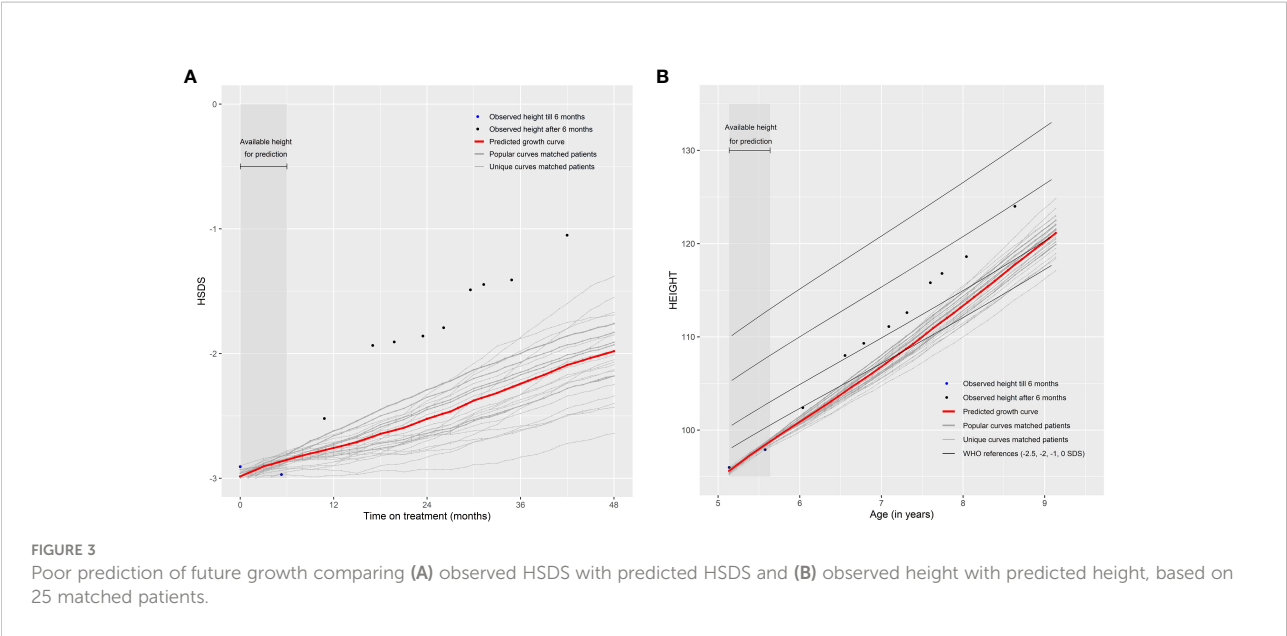 A
0
-1
-2
-3
HSDS
Available height
for prediction
Observed height till 6 months
Observed height after 6 months
Predicted growth curve
Popular curves matched patients
Unique curves matched patients
0 12 24 36 48
Time on treatment (months)
B
130
120
110
100
HEIGHT
Available height
for prediction
Observed height till 6 months
Observed height after 6 months
Predicted growth curve
Popular curves matched patients
Unique curves matched patients
WHO references (-2.5, -2, -1, 0 SDS)
5 6 7 8 9
Age (in years)
FIGURE 3
Poor prediction of future growth comparing (A) observed HSDS with predicted HSDS and (B) observed height with predicted height, based on
25 matched patients.